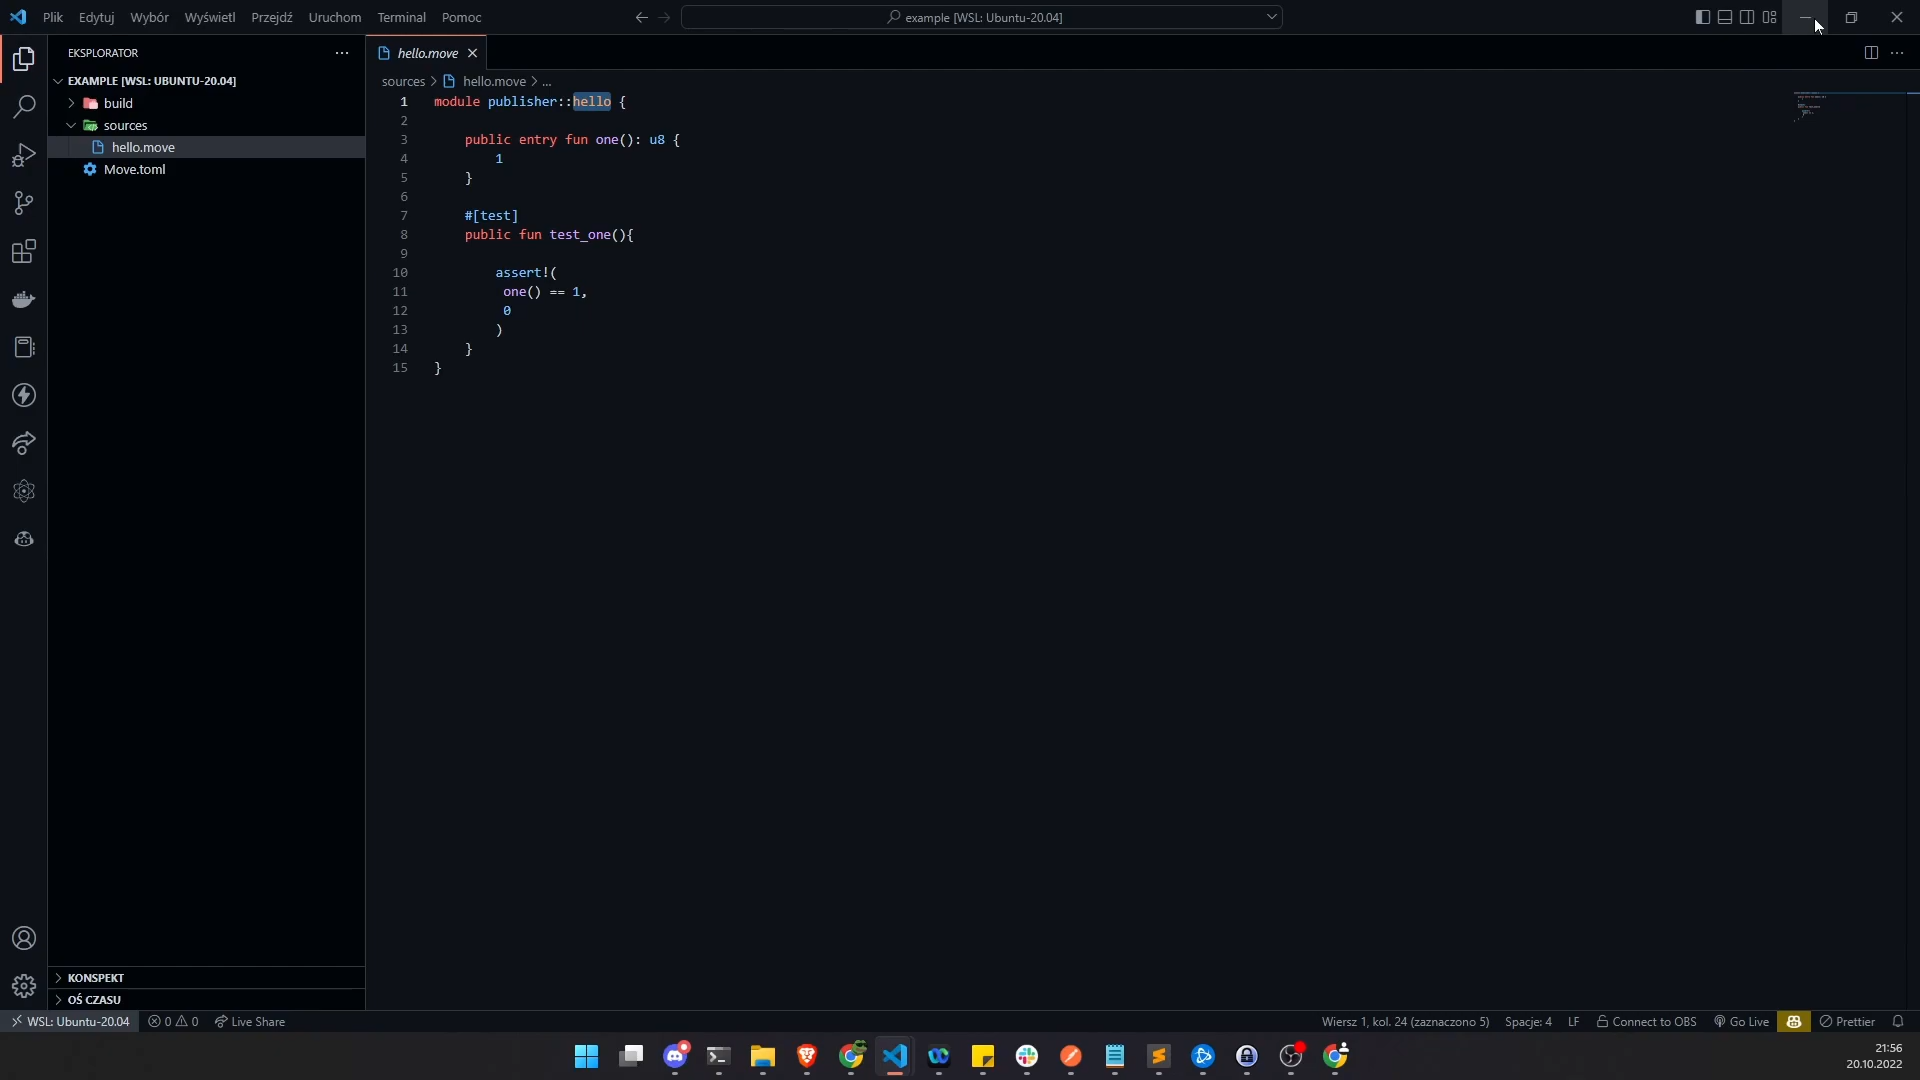 Plik Edytuj Wybór Wyświetl Przejdź Uruchom Terminal Pomoc example [WSL: Ubuntu-20.04]
EKSPLORATOR
EXAMPLE [WSL: UBUNTU-20.04]
build
sources
hello.move
Move.toml
KONSPEKT
OŚ CZASU
hello.move
sources > hello.move > ...
1 module publisher::hello {
2
3 public entry fun one(): u8 {
4 1
5 }
6
7 #[test]
8 public fun test_one(){
9
10 assert!(
11 one() == 1,
12 0
13 )
14 }
15 }
WSL: Ubuntu-20.04 0 0 Live Share Wiersz 1, kol. 24 (zaznaczono 5) Spacje: 4 LF Connect to OBS Go Live Prettier
21:56
20.10.2022